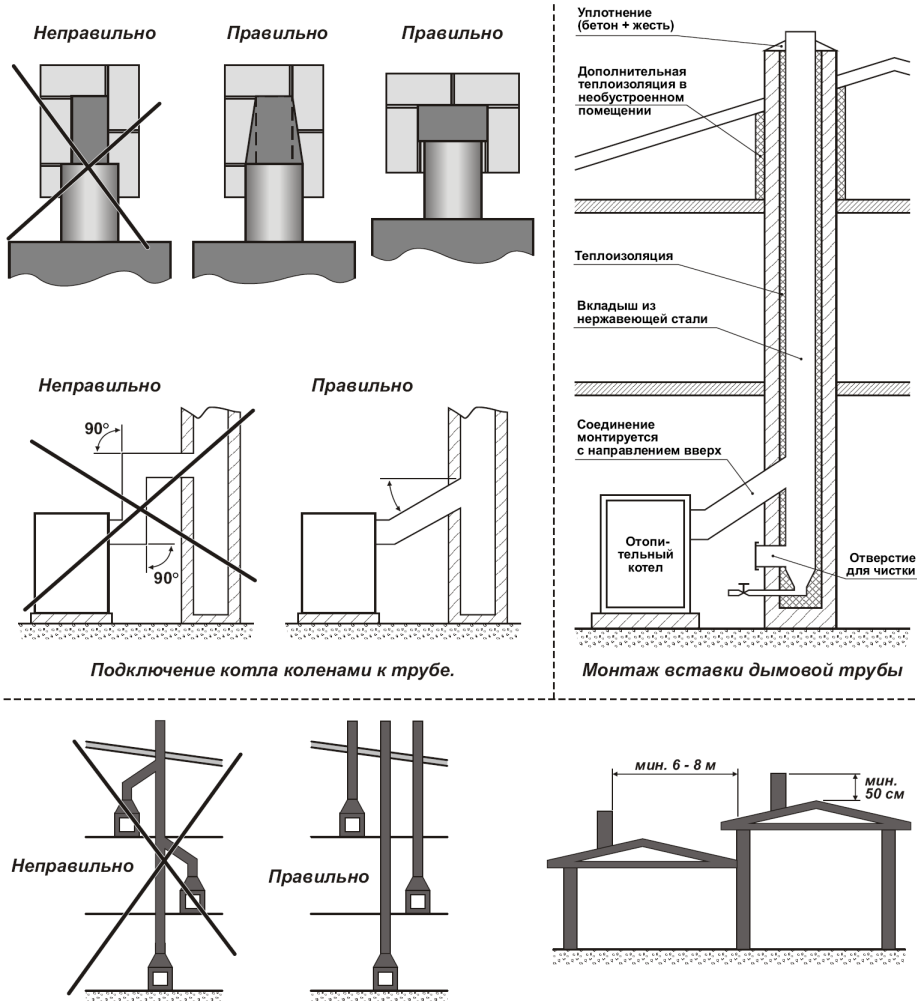 Неправильно
Правильно
Правильно
Неправильно
Правильно
90°
90°
Подключение котла коленами к трубе.
Уплотнение
(бетон + жесть)
Дополнительная
теплоизоляция в
необустроенном
помещении
Теплоизоляция
Вкладыш из
нержавеющей стали
Соединение
монтируется
с направлением вверх
Отопи-
тельный
котел
Отверстие
для чистки
Монтаж вставки дымовой трубы
Неправильно
Правильно
мин. 6 - 8 м
мин.
50 см